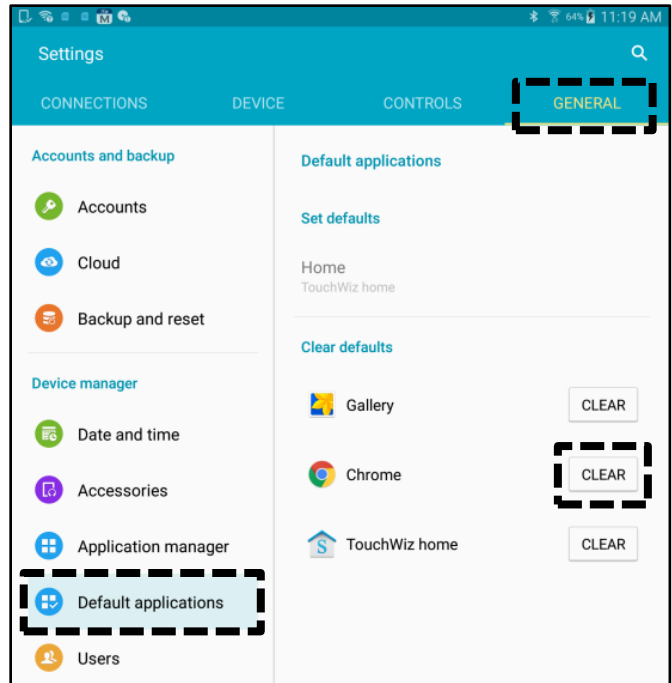 64% 11:19 AM
Settings
CONNECTIONS DEVICE CONTROLS GENERAL
Accounts and backup
Accounts
Cloud
Backup and reset
Device manager
Date and time
Accessories
Application manager
Default applications
Users
Default applications
Set defaults
Home
TouchWiz home
Clear defaults
Gallery CLEAR
Chrome CLEAR
S TouchWiz home CLEAR